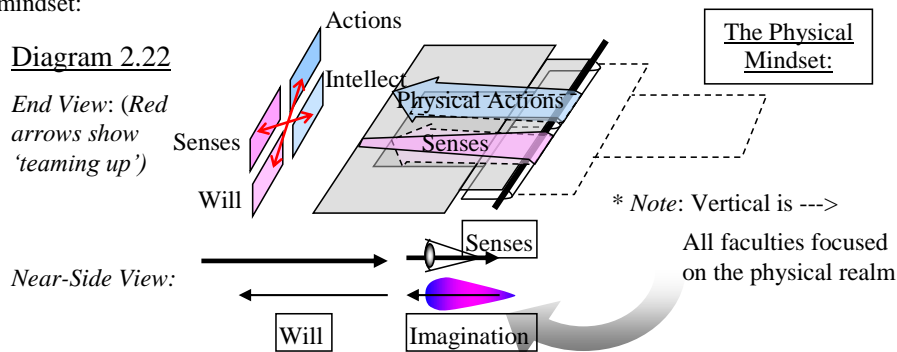 mindset:
Diagram 2.22
End View: (Red
arrows show
'teaming up')
Actions
Intellect
Senses
Will
Physical Actions
Senses
The Physical
Mindset:
* Note: Vertical is --->
All faculties focused
on the physical realm
Near-Side View:
Senses
Will
Imagination